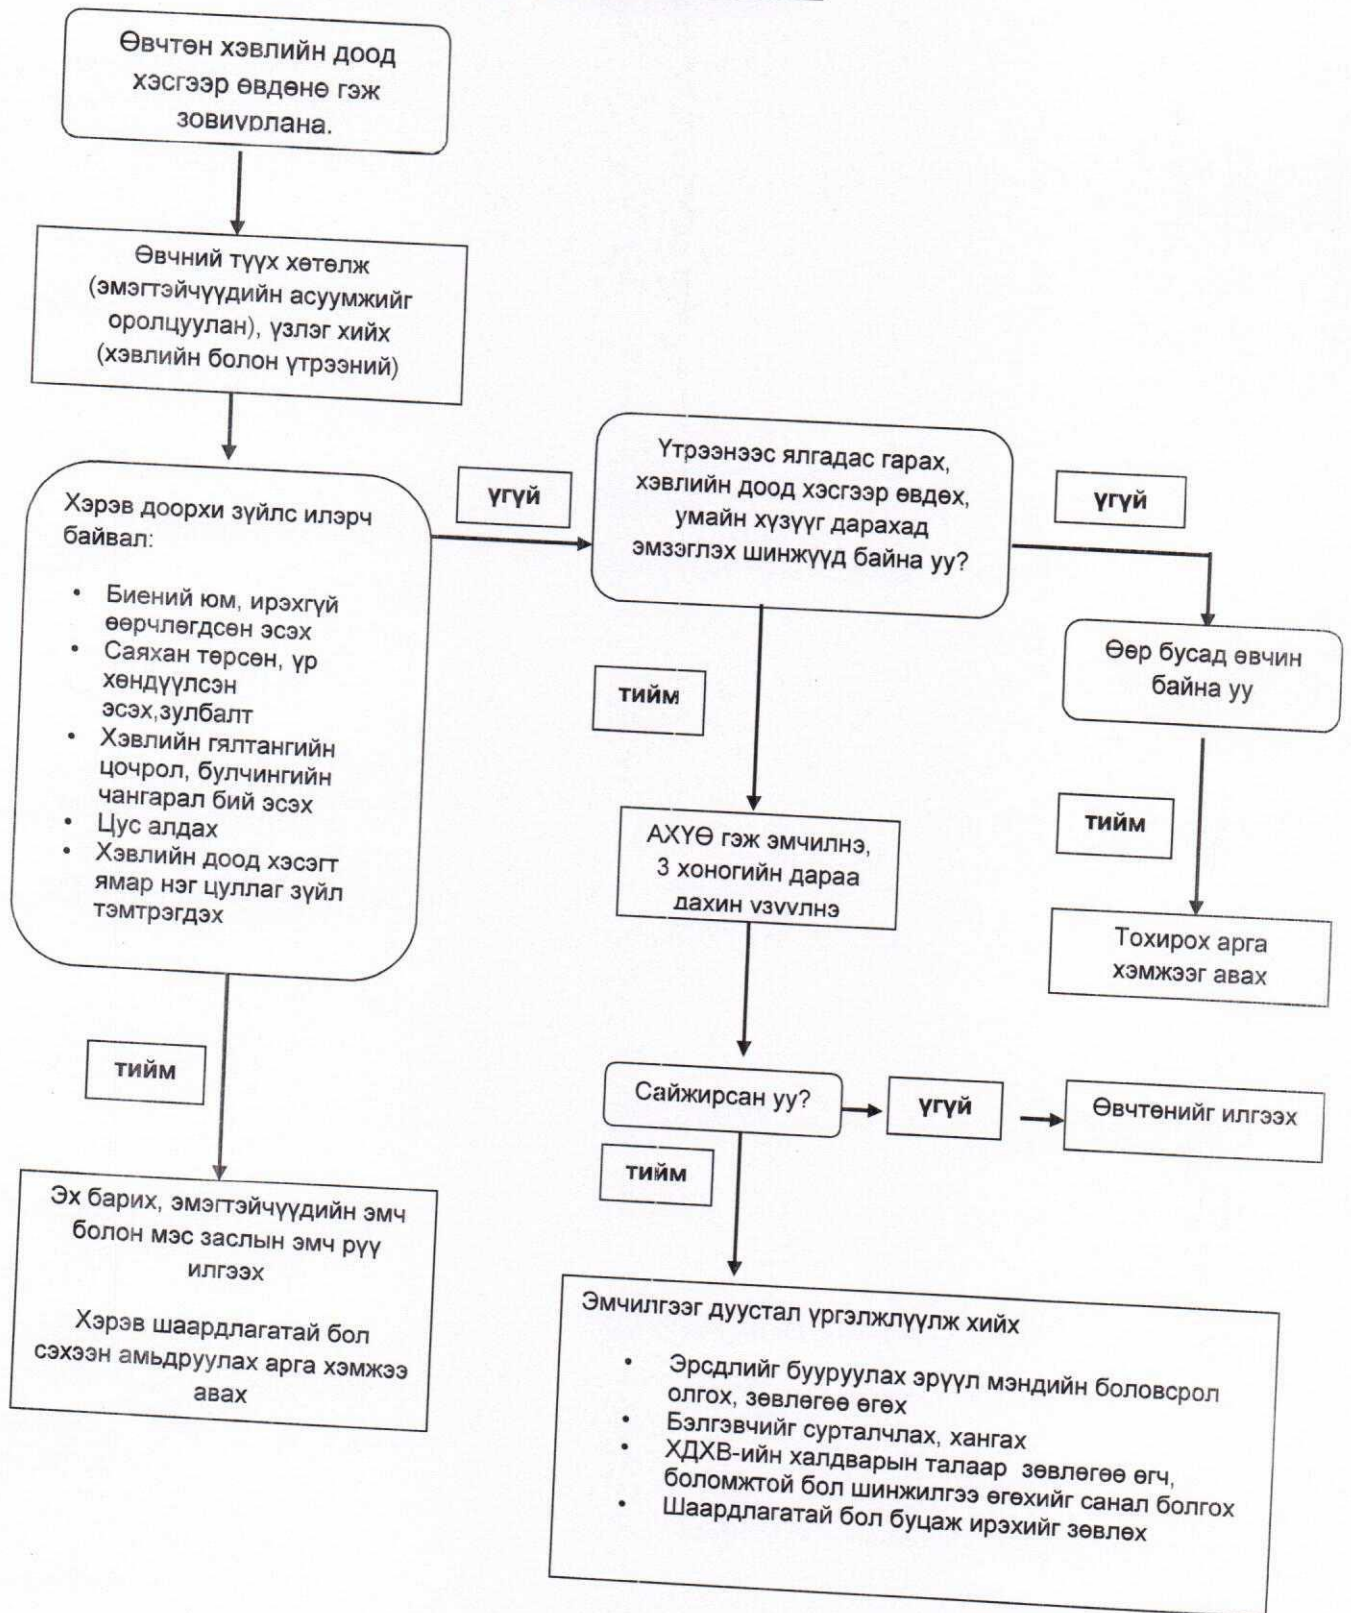 Өвчтөн хэвлийн доод
хэсгээр өвдөнө гэж
зовиурлана.
Өвчний түүх хөтөлж
(эмэгтэйчүүдийн асуумжийг
оролцуулан), үзлэг хийх
(хэвлийн болон үтрээний)
Хэрэв доорхи зүйлс илэрч
байвал:
• Биений юм, ирэхгүй
өөрчлөгдсөн эсэх
• Саяхан төрсөн, үр
хөндүүлсэн
эсэх,зулбалт
• Хэвлийн гялтангийн
цочрол, булчингийн
чангарал бий эсэх
• Цус алдах
• Хэвлийн доод хэсэгт
ямар нэг цуллаг зүйл
тэмтрэгдэх
тийм
Эх барих, эмэгтэйчүүдийн эмч
болон мэс заслын эмч рүү
илгээх
Хэрэв шаардлагатай бол
сэхээн амьдруулах арга хэмжээ
авах
үгүй
Үтрээнээс ялгадас гарах,
хэвлийн доод хэсгээр өвдөх,
умайн хүзүүг дарахад
эмзэглэх шинжүүд байна уу?
үгүй
Өөр бусад өвчин
байна уу
тийм
Тохирох арга
хэмжээг авах
тийм
АХҮӨ гэж эмчилнэ,
3 хоногийн дараа
дахин үзүүлнэ
Сайжирсан уу?
үгүй
Өвчтөнийг илгээх
тийм
Эмчилгээг дуустал үргэлжлүүлж хийх
• Эрсдлийг бууруулах эрүүл мэндийн боловсрол
олгох, зөвлөгөө өгөх
• Бэлгэвчийг сурталчлах, хангах
• ХДХВ-ийн халдварын талаар зөвлөгөө өгч,
боломжтой бол шинжилгээ өгөхийг санал болгох
• Шаардлагатай бол буцаж ирэхийг зөвлөх